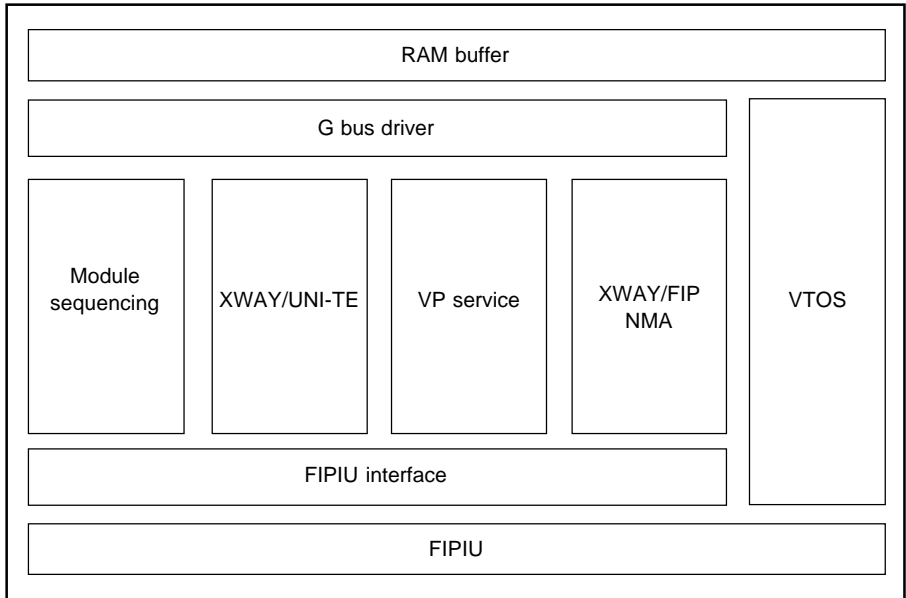 RAM buffer
G bus driver
Module
sequencing
XWAY/UNI-TE
VP service
XWAY/FIP
NMA
VTOS
FIPIU interface
FIPIU